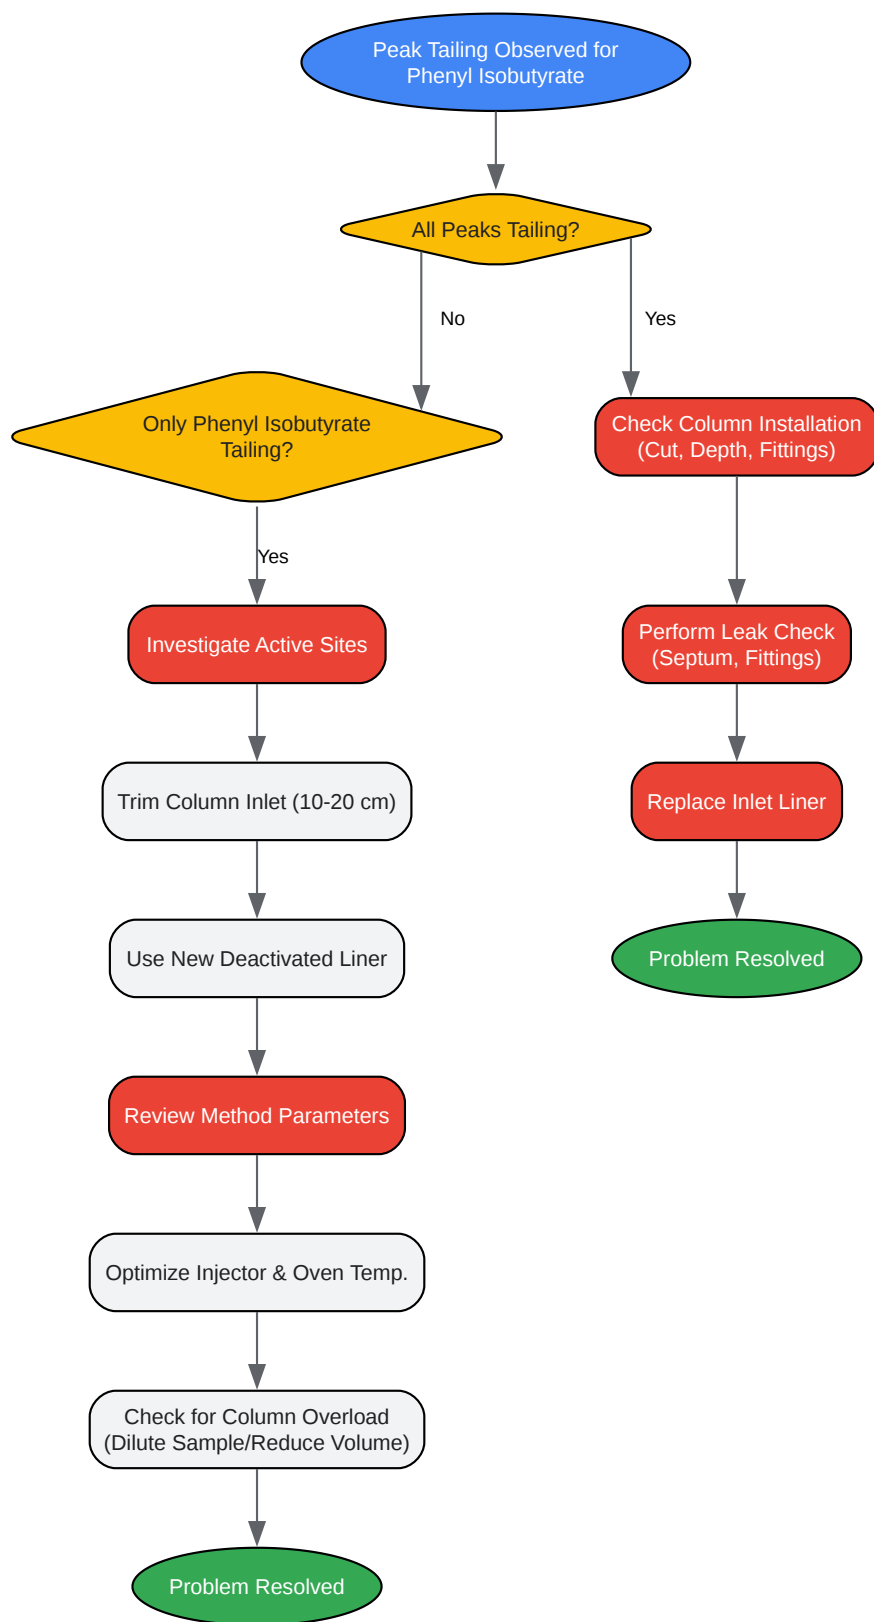 Peak Tailing Observed for
Phenyl Isobutyrate
All Peaks Tailing?
No
Yes
Only Phenyl Isobutyrate
Tailing?
Check Column Installation
(Cut, Depth, Fittings)
Yes
Investigate Active Sites
Perform Leak Check
(Septum, Fittings)
Trim Column Inlet (10-20 cm)
Replace Inlet Liner
Use New Deactivated Liner
Problem Resolved
Review Method Parameters
Optimize Injector & Oven Temp.
Check for Column Overload
(Dilute Sample/Reduce Volume)
Problem Resolved